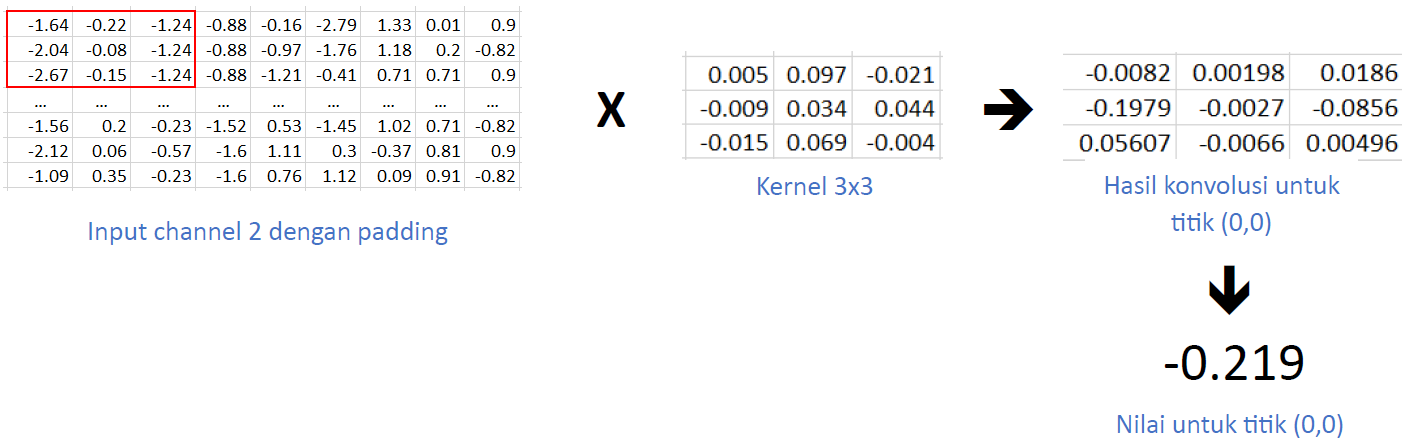 -1.64 -0.22 -1.24 -0.88 -0.16 -2.79 1.33 0.01 0.9
-2.04 -0.08 -1.24 -0.88 -0.97 -1.76 1.18 0.2 -0.82
-2.67 -0.15 -1.24 -0.88 -1.21 -0.41 0.71 0.71 0.9
... ... ... ... ... ... ... ... ...
-1.56 0.2 -0.23 -1.52 0.53 -1.45 1.02 0.71 -0.82
-2.12 0.06 -0.57 -1.6 1.11 0.3 -0.37 0.81 0.9
-1.09 0.35 -0.23 -1.6 0.76 1.12 0.09 0.91 -0.82
Input channel 2 dengan padding
X
0.005 0.097 -0.021
-0.009 0.034 0.044
-0.015 0.069 -0.004
Kernel 3x3
-0.0082 0.00198 0.0186
-0.1979 -0.0027 -0.0856
0.05607 -0.0066 0.00496
Hasil konvolusi untuk
titik (0,0)
-0.219
Nilai untuk titik (0,0)